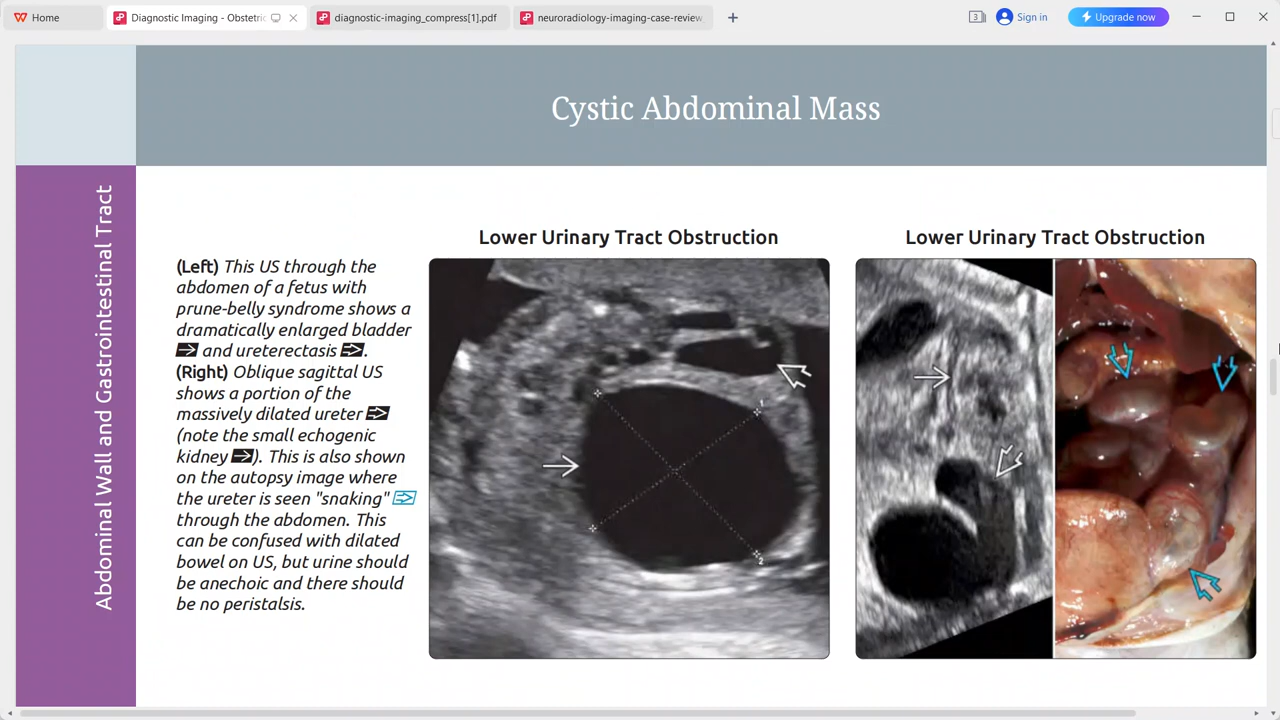 Home
Diagnostic Imaging - Obstetric
diagnostic-imaging_compress[1].pdf
neuroradiology-imaging-case-review
3
Sign in
Upgrade now
Cystic Abdominal Mass
Abdominal Wall and Gastrointestinal Tract
(Left) This US through the
abdomen of a fetus with
prune-belly syndrome shows a
dramatically enlarged bladder
and ureterectasis.
(Right) Oblique sagittal US
shows a portion of the
massively dilated ureter
(note the small echogenic
kidney). This is also shown
on the autopsy image where
the ureter is seen "snaking"
through the abdomen. This
can be confused with dilated
bowel on US, but urine should
be anechoic and there should
be no peristalsis.
Lower Urinary Tract Obstruction
1
2
Lower Urinary Tract Obstruction